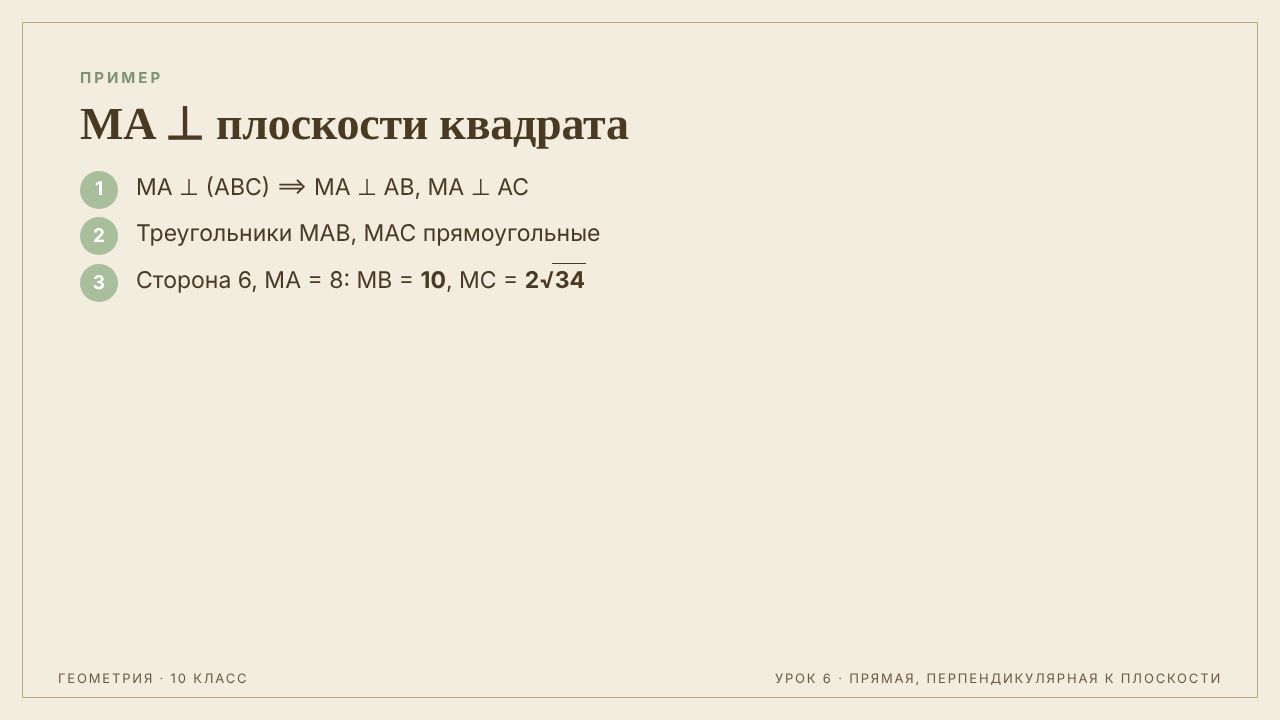 ПРИМЕР
MA ⊥ плоскости квадрата
1 MA ⊥ (ABC) ⟹ MA ⊥ AB, MA ⊥ AC
2 Треугольники MAB, MAC прямоугольные
3 Сторона 6, MA = 8: MB = 10, MC = 2√34
ГЕОМЕТРИЯ · 10 КЛАСС
УРОК 6 · ПРЯМАЯ, ПЕРПЕНДИКУЛЯРНАЯ К ПЛОСКОСТИ